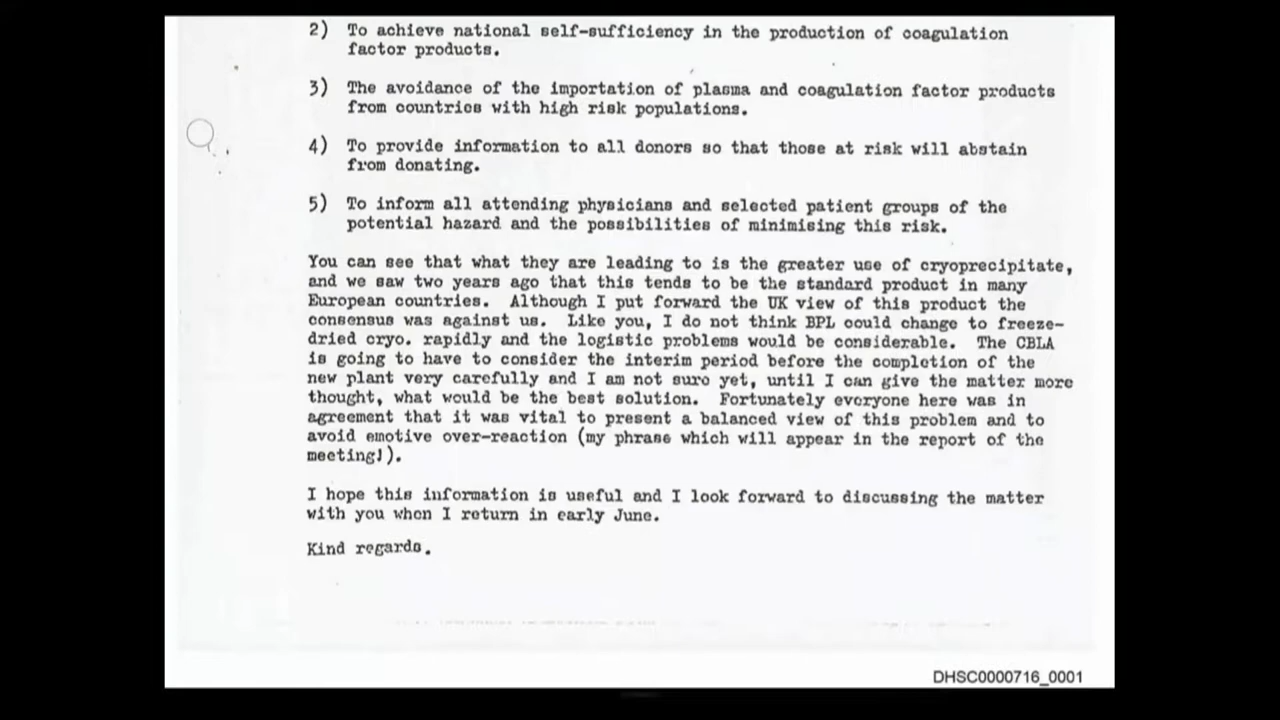 2) To achieve national self-sufficiency in the production of coagulation
factor products.
3) The avoidance of the importation of plasma and coagulation factor products
from countries with high risk populations.
4) To provide information to all donors so that those at risk will abstain
from donating.
5) To inform all attending physicians and selected patient groups of the
potential hazard and the possibilities of minimising this risk.
You can see that what they are leading to is the greater use of cryoprecipitate,
and we saw two years ago that this tends to be the standard product in many
European countries. Although I put forward the UK view of this product the
consensus was against us. Like you, I do not think BPL could change to freeze-
dried cryo. rapidly and the logistic problems would be considerable. The CBLA
is going to have to consider the interim period before the completion of the
new plant very carefully and I am not sure yet, until I can give the matter more
thought, what would be the best solution. Fortunately everyone here was in
agreement that it was vital to present a balanced view of this problem and to
avoid emotive over-reaction (my phrase which will appear in the report of the
meeting!).
I hope this information is useful and I look forward to discussing the matter
with you when I return in early June.
Kind regards.
DHSC0000716_0001